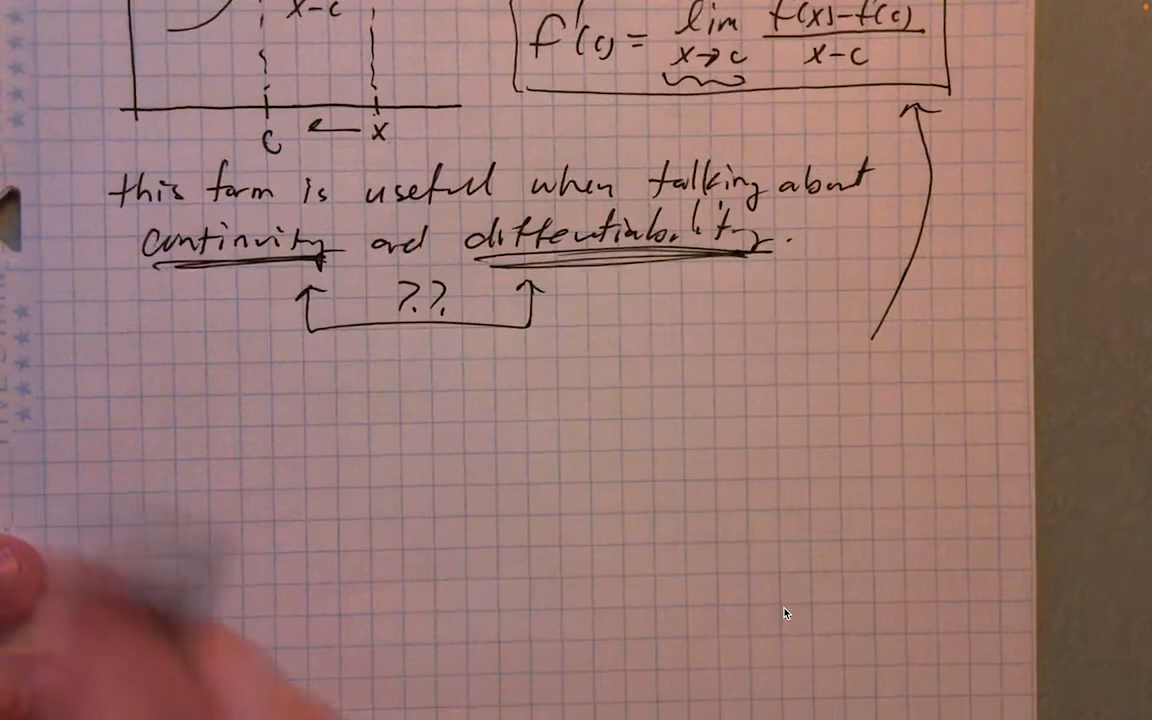 x-c
f'(c) = lim f(x)-f(c)
x→c x-c
c ← x
this form is usefull when talking about
continuity and differentiability.
??